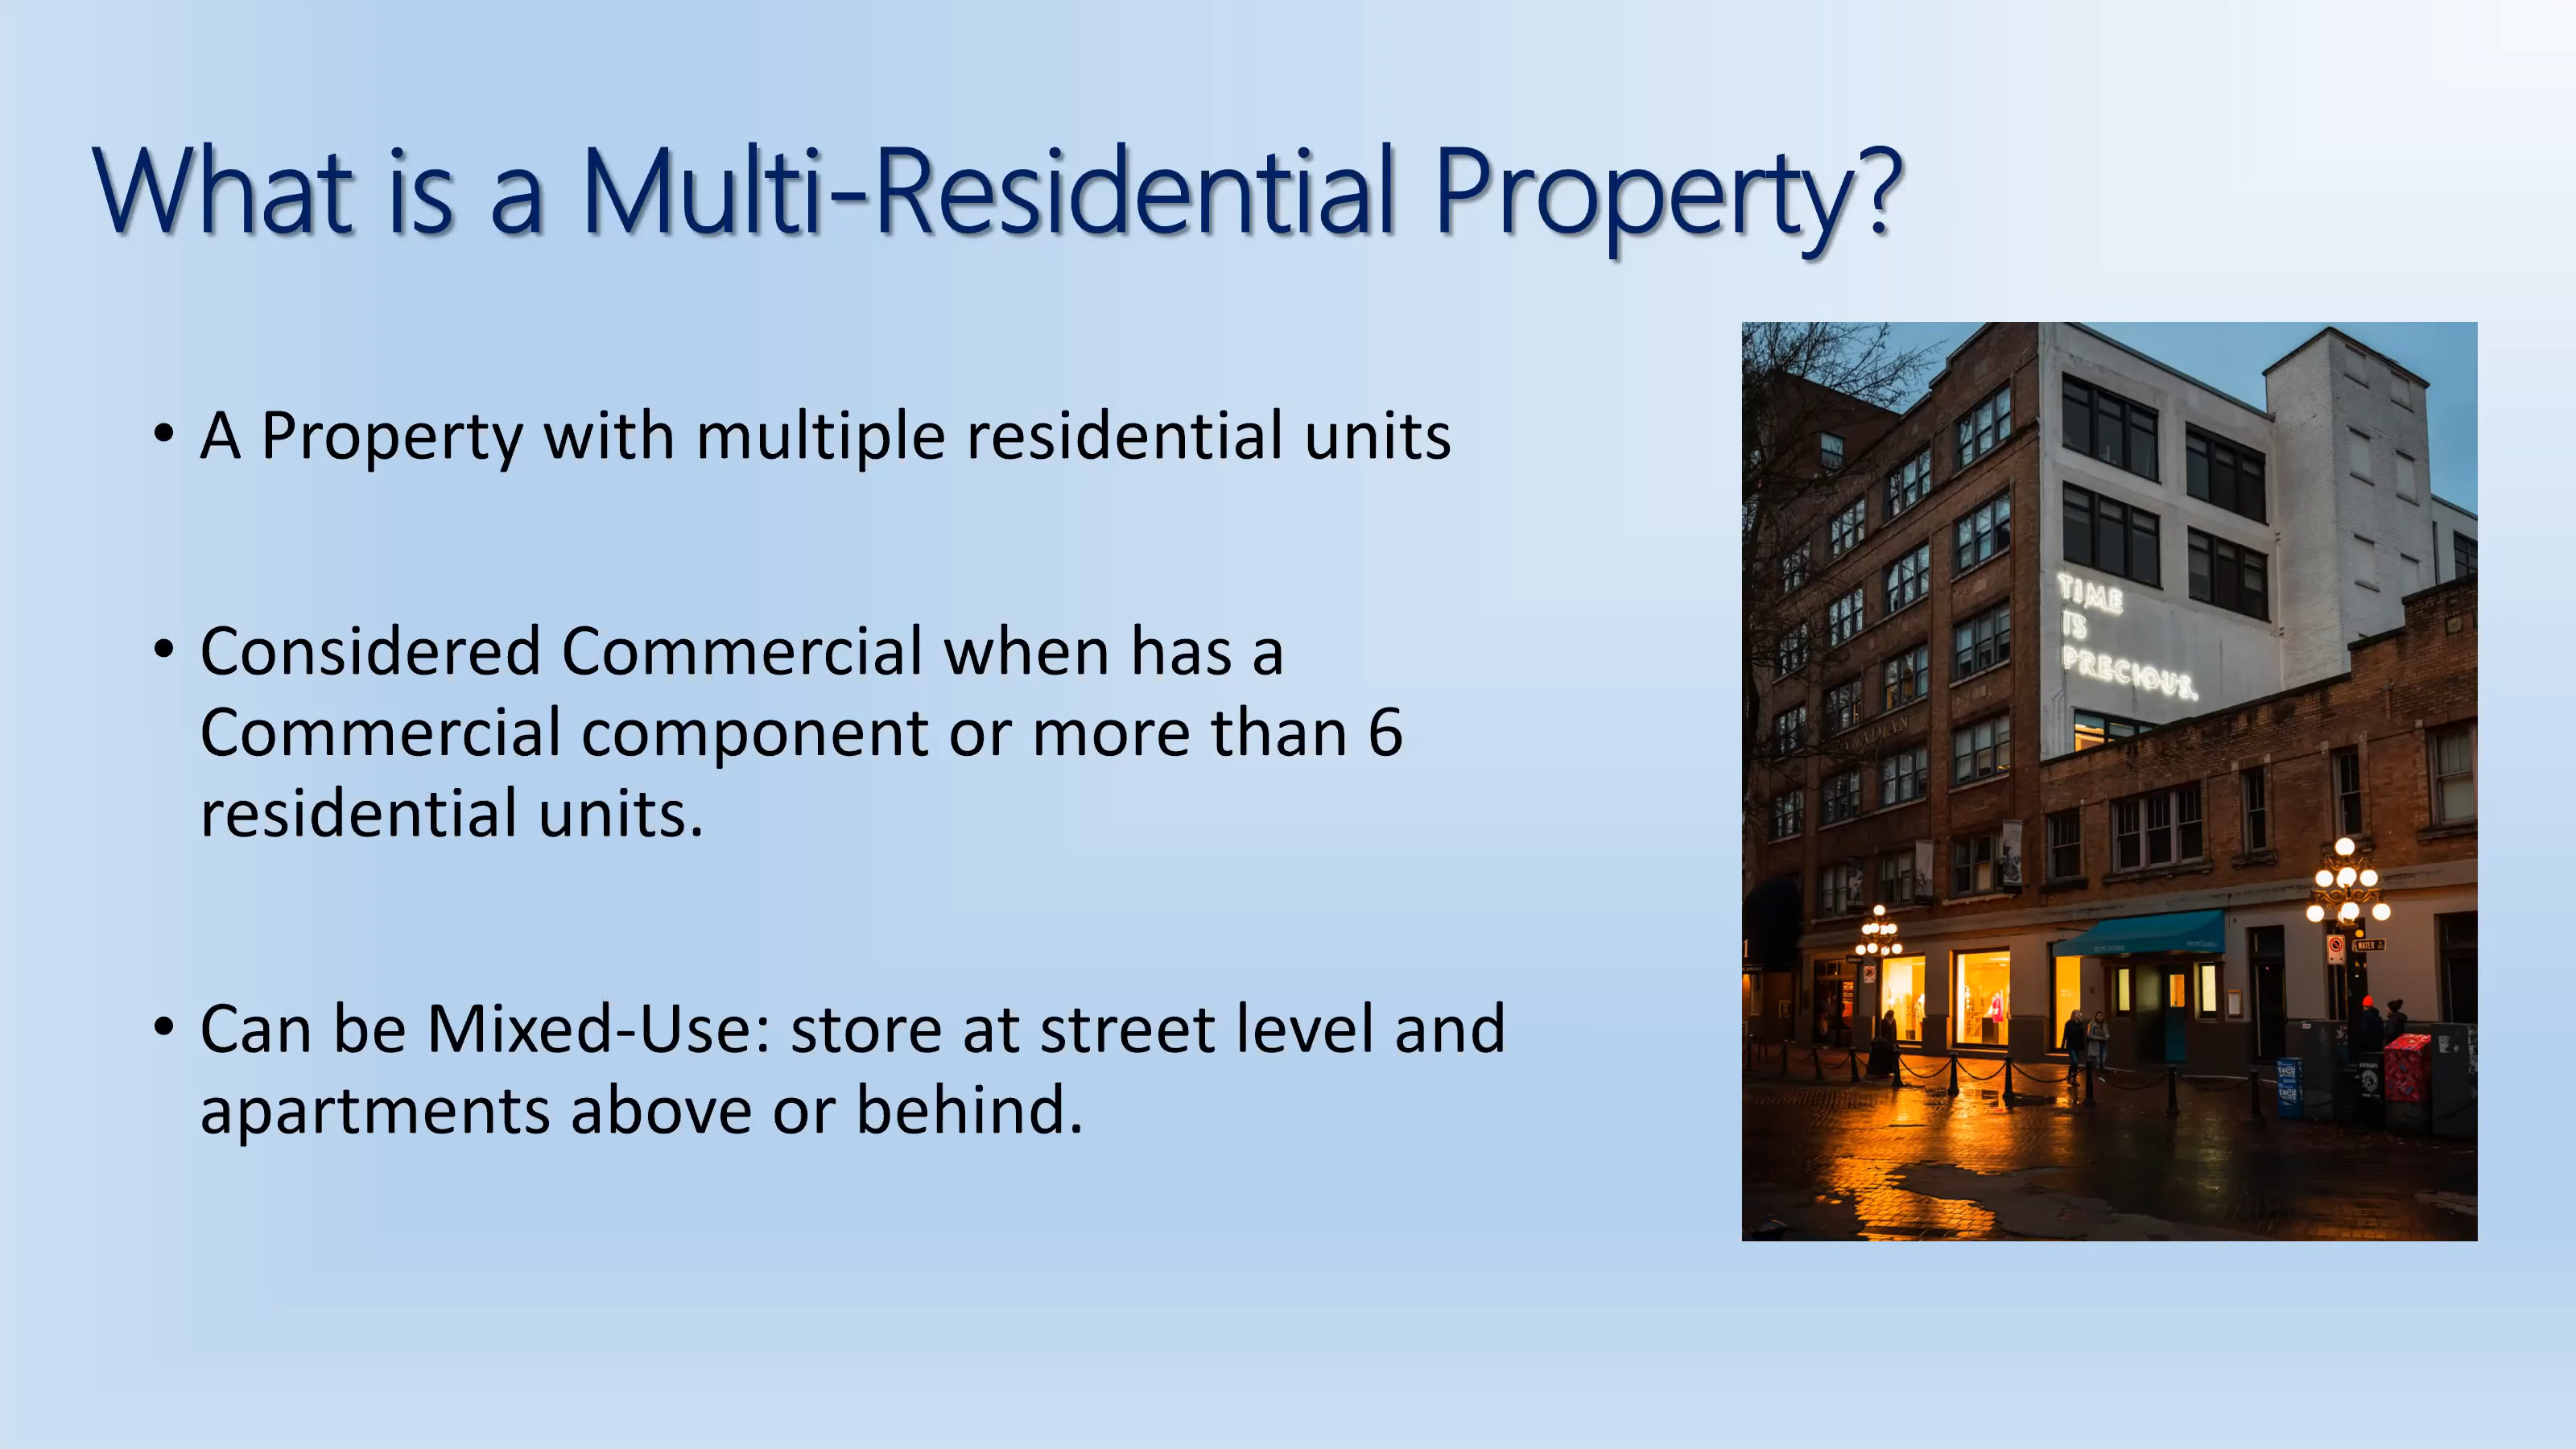 What is a Multi-Residential Property?
• A Property with multiple residential units
• Considered Commercial when has a
Commercial component or more than 6
residential units.
• Can be Mixed-Use: store at street level and
apartments above or behind.
TIME
IS
PRECIOUS.
WATER